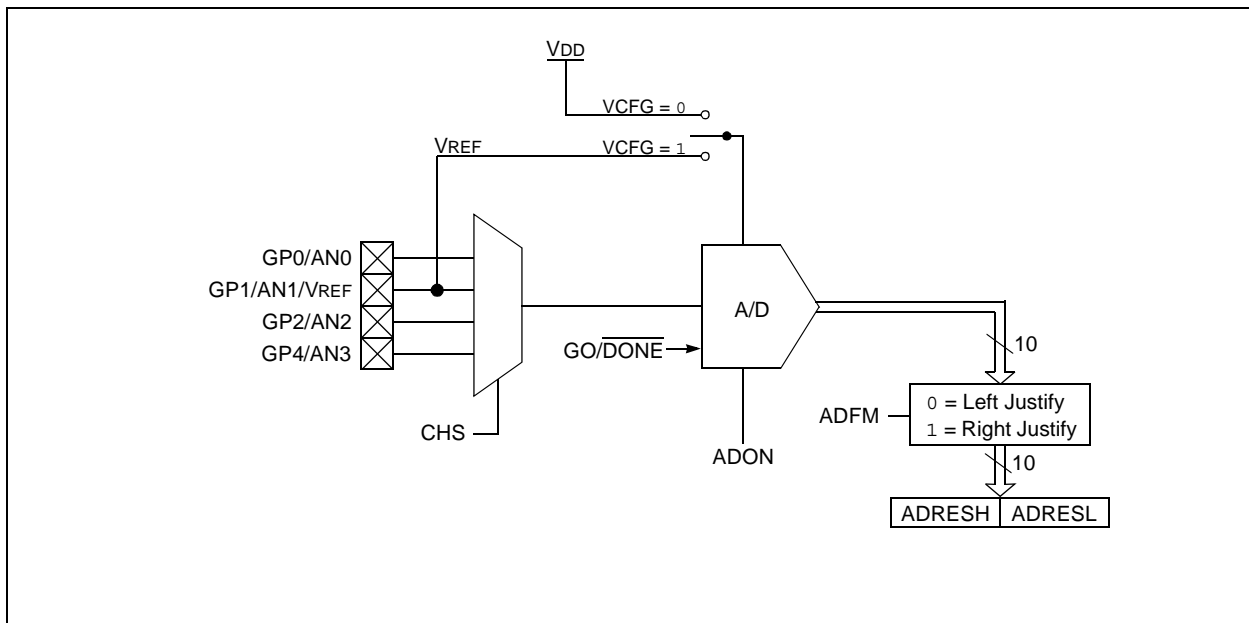 VDD
VCFG = 0
VREF
VCFG = 1
GP0/AN0
GP1/AN1/VREF
GP2/AN2
GP4/AN3
A/D
GO/DONE
10
CHS
ADON
ADFM
0 = Left Justify
1 = Right Justify
10
ADRESH
ADRESL